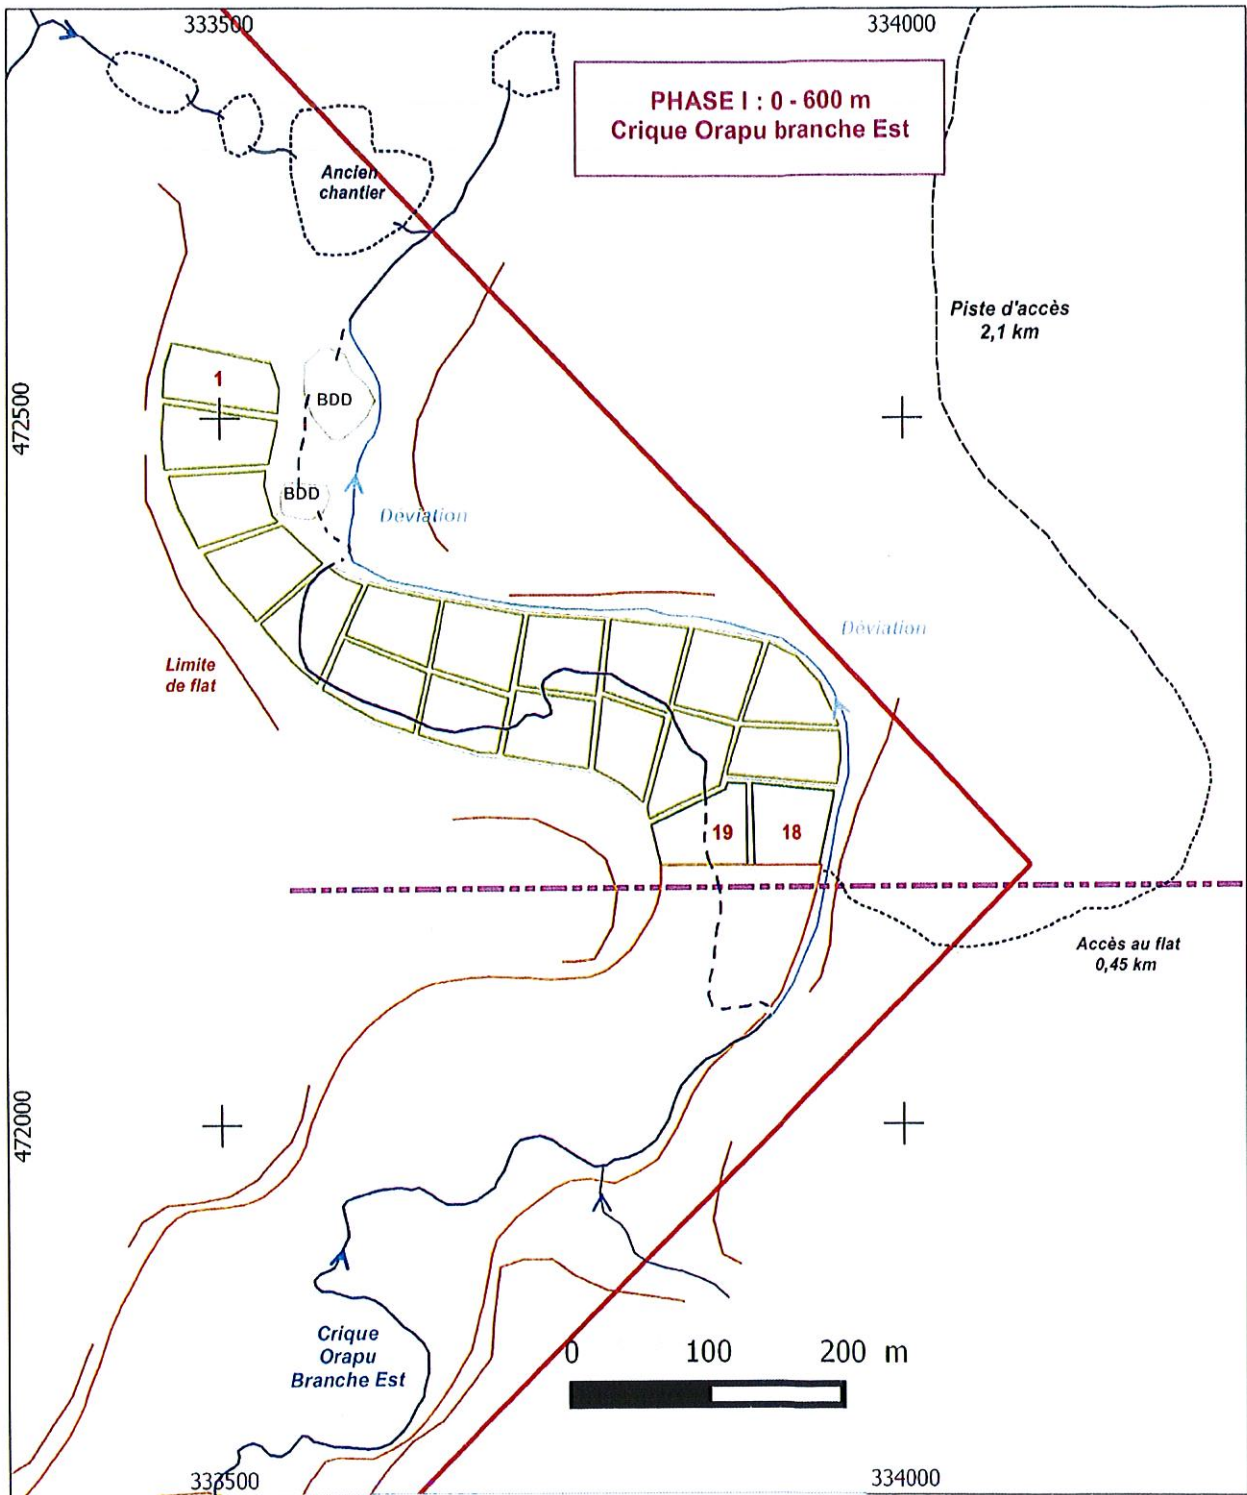 333500
334000
PHASE I : 0 - 600 m
Crique Orapu branche Est
Ancien
chantier
Piste d'accès
2,1 km
1
BDD
472500
BDD
Déviation
Déviation
Limite
de flat
19
18
Accès au flat
0,45 km
472000
Crique
Orapu
Branche Est
0 100 200 m
333500
334000